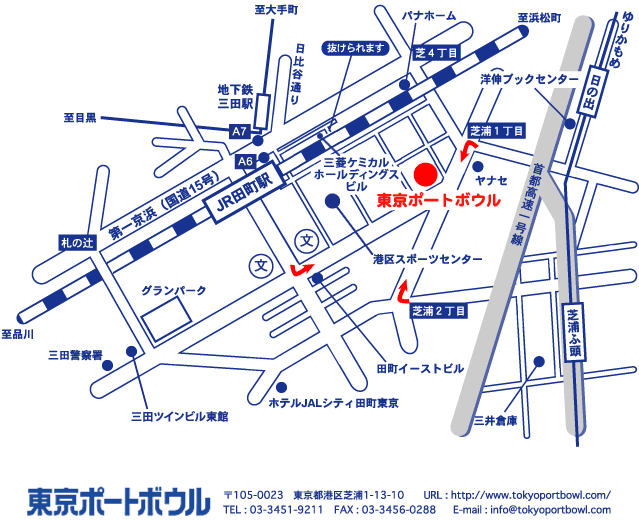 至大手町
パナホーム
至浜松町
ゆりかもめ
抜けられます
芝4丁目
日比谷通り
地下鉄
三田駅
洋伸ブックセンター
日の出
至目黒
A7
芝浦1丁目
A6
三菱ケミカル
ホールディングス
ビル
ヤナセ
首都高速一号線
第一京浜(国道15号)
JR田町駅
東京ポートボウル
札の辻
文
文
港区スポーツセンター
グランパーク
芝浦2丁目
芝浦ふ頭
至品川
三田警察署
田町イーストビル
三田ツインビル東館
ホテルJALシティ田町東京
三井倉庫
東京ポートボウル
〒105-0023 東京都港区芝浦1-13-10 URL : http://www.tokyoportbowl.com/
TEL : 03-3451-9211 FAX : 03-3456-0288 E-mail : info@tokyoportbowl.com